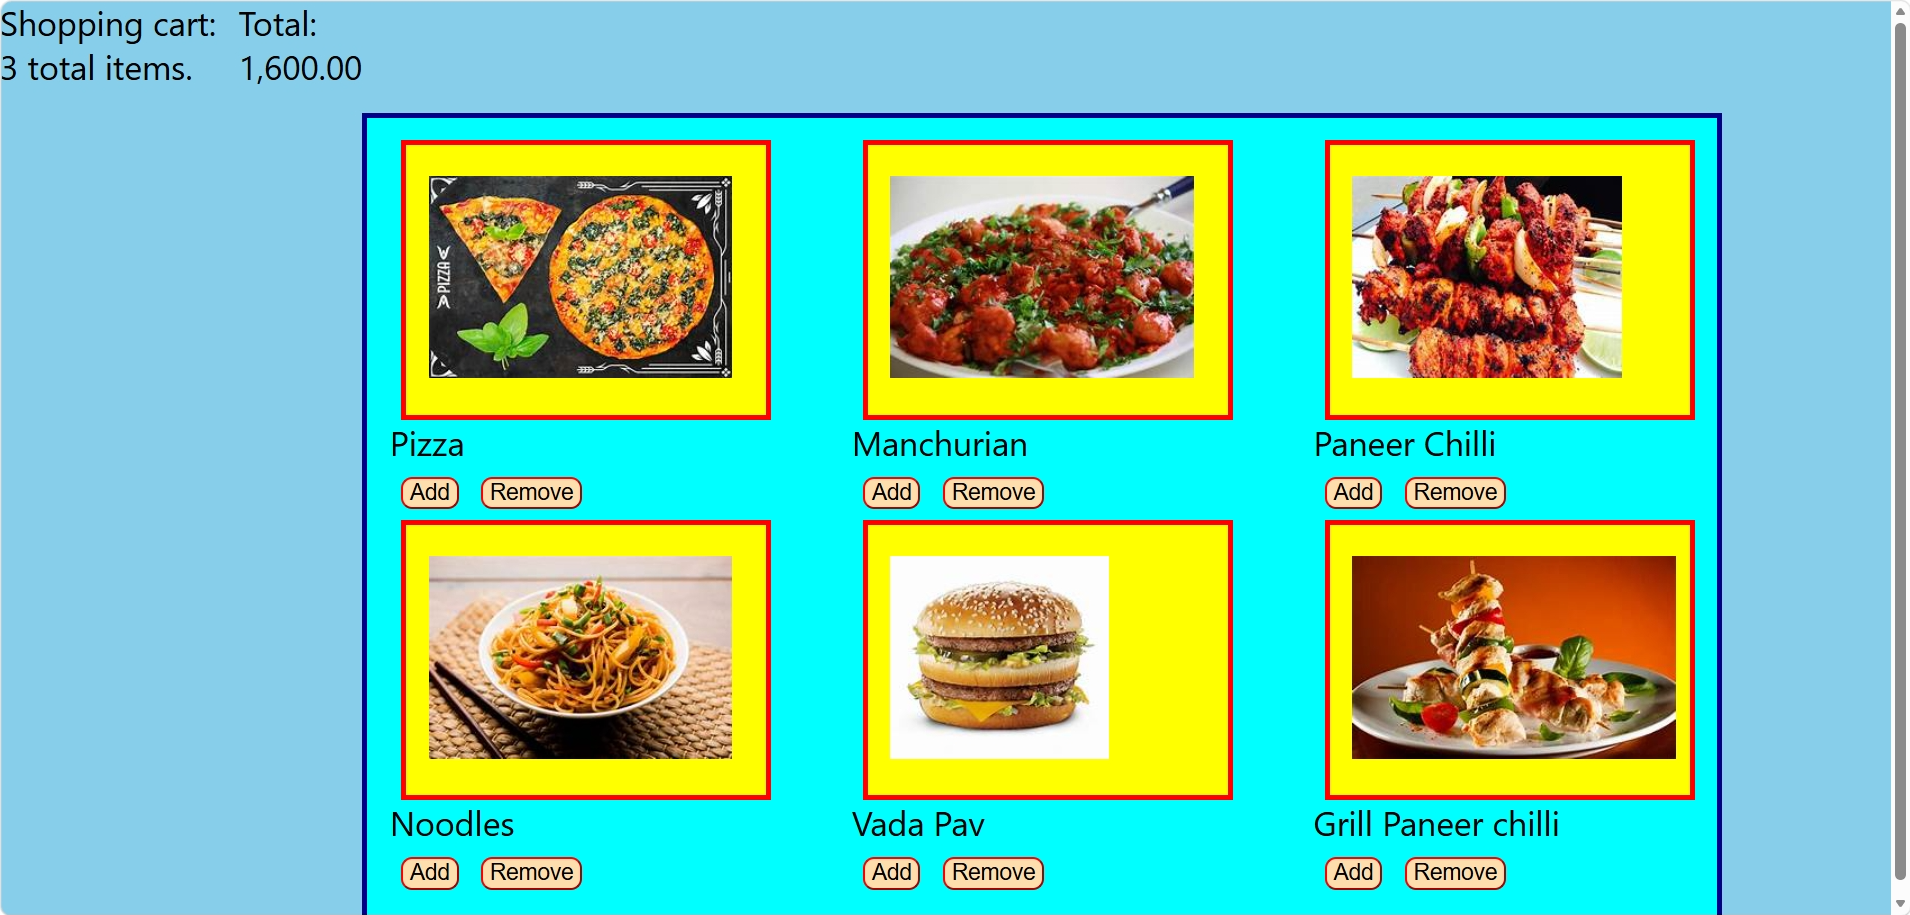 Shopping cart: Total:
3 total items. 1,600.00
PIZZA
Pizza Manchurian Paneer Chilli
Add Remove Add Remove Add Remove
Noodles Vada Pav Grill Paneer chilli
Add Remove Add Remove Add Remove